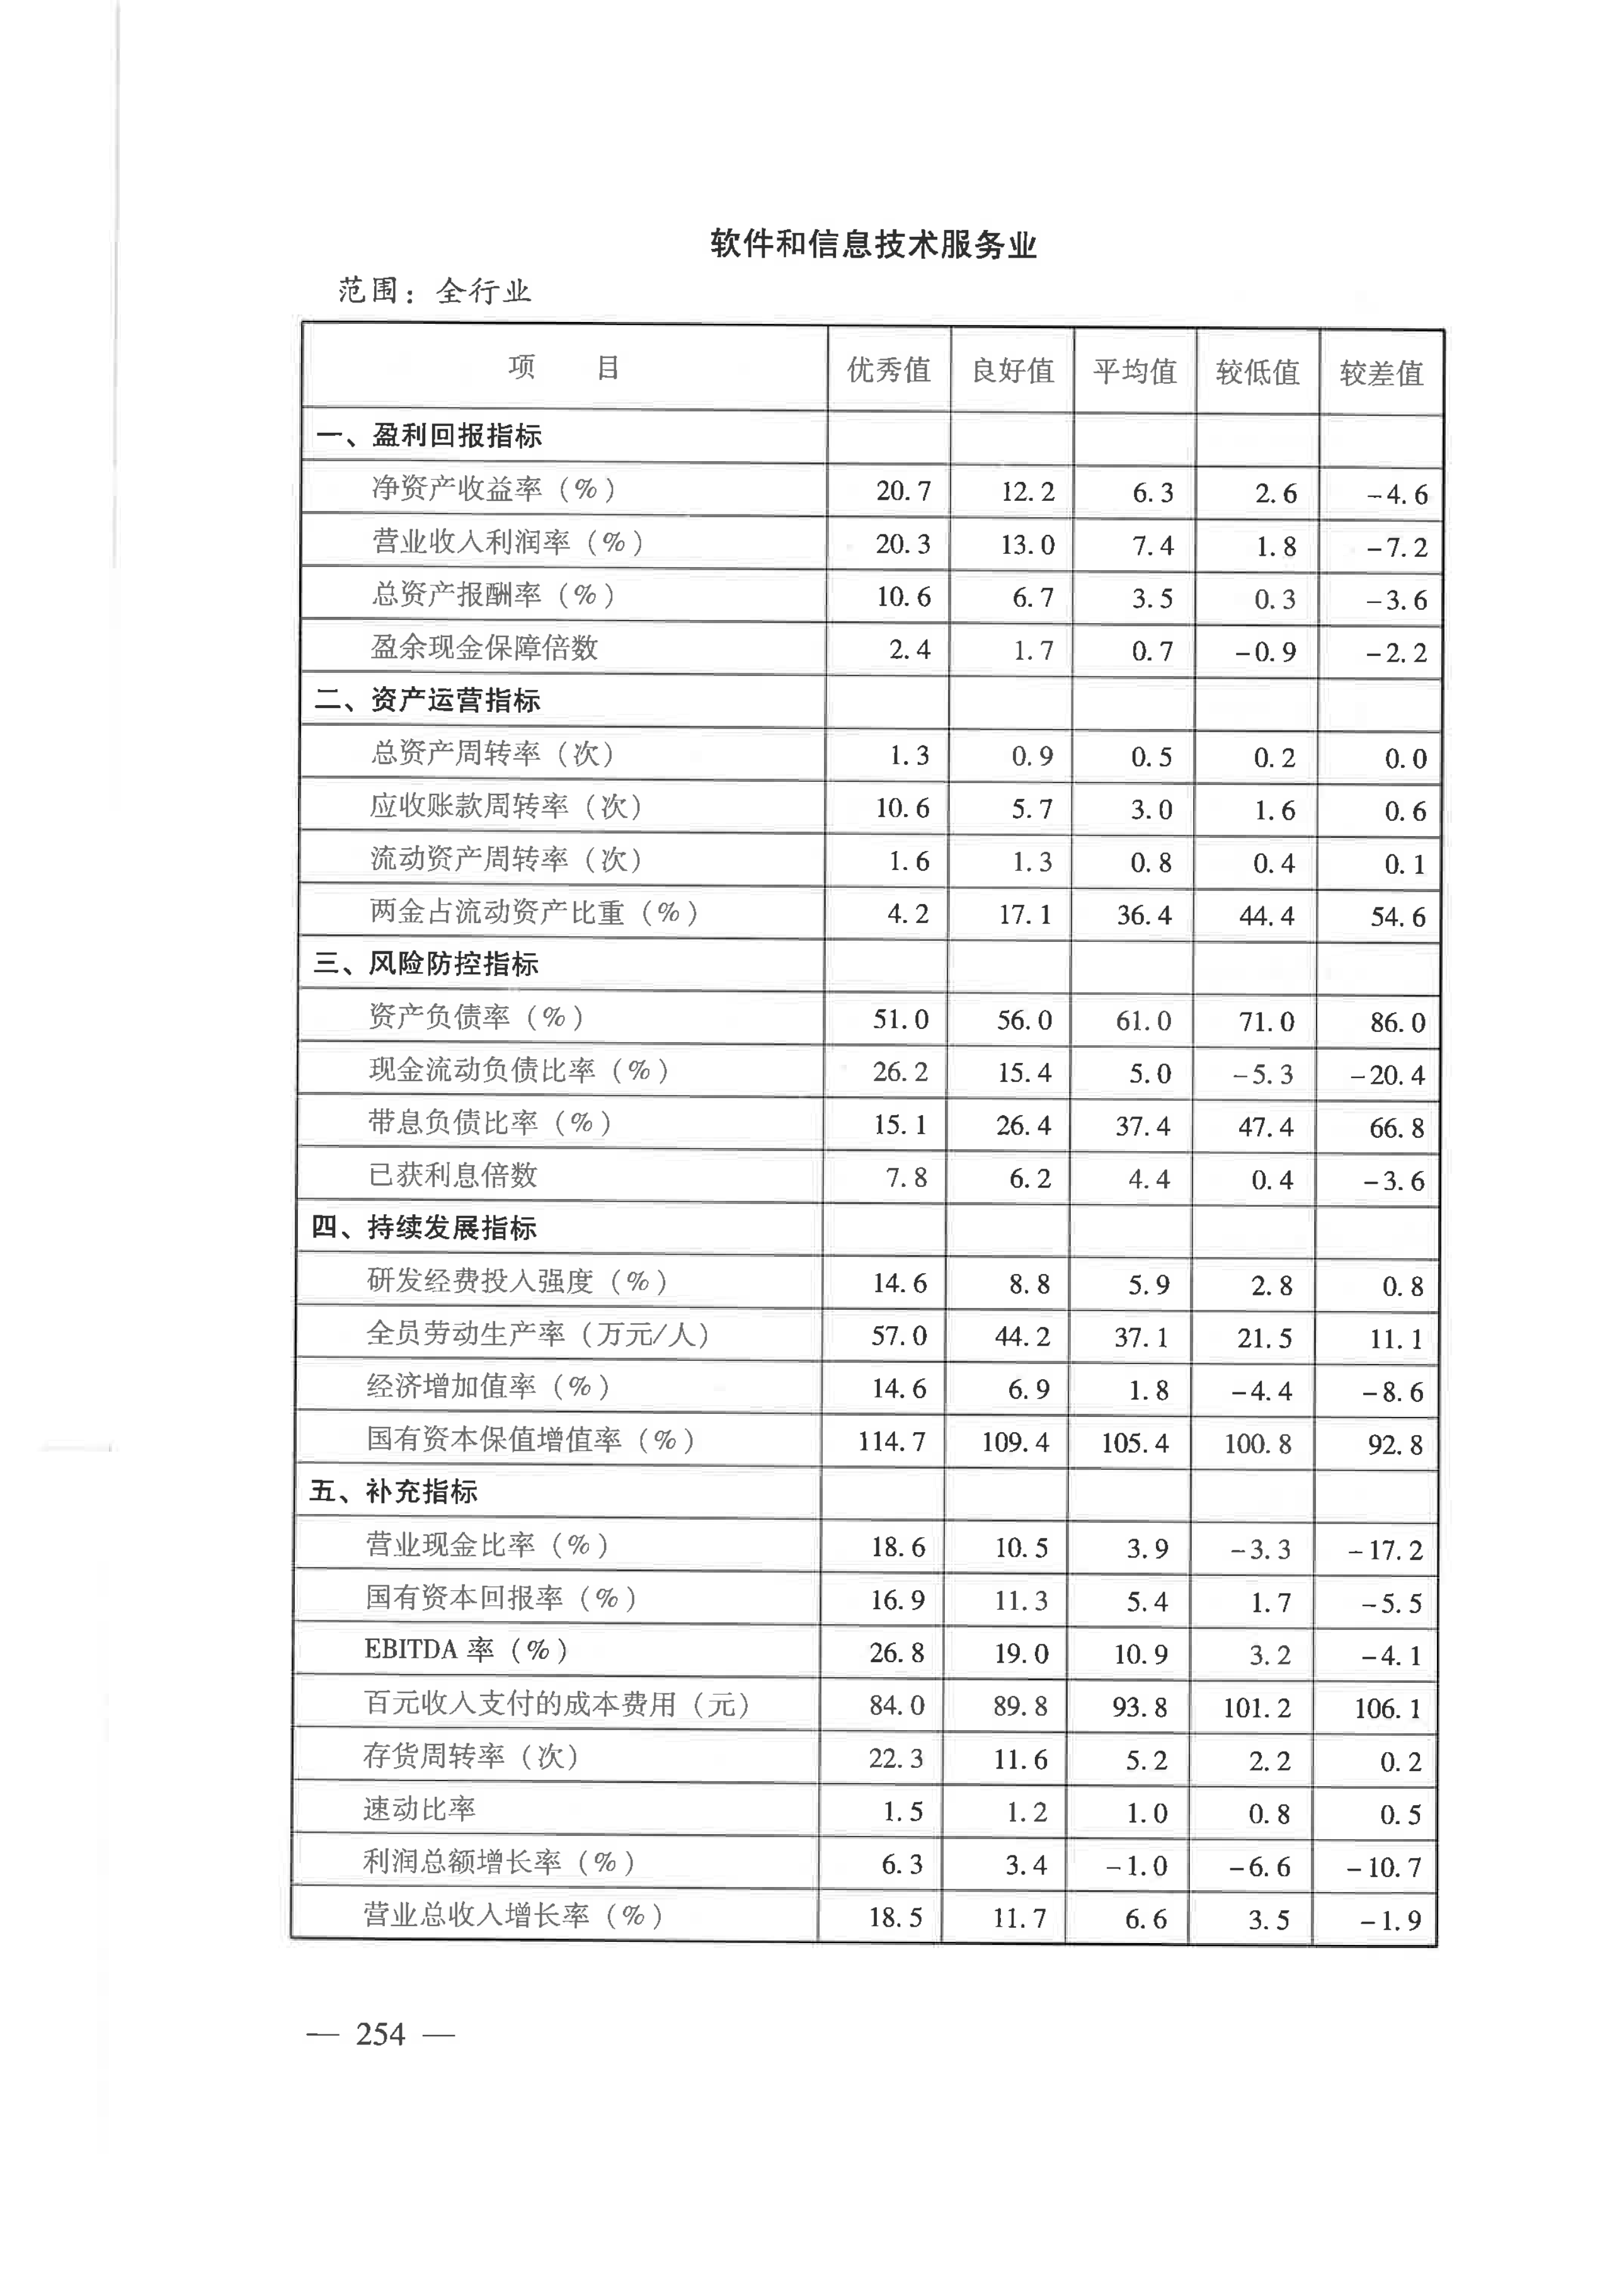 软件和信息技术服务业
范围：全行业
项 目 优秀值 良好值 平均值 较低值 较差值
一、盈利回报指标
净资产收益率（%） 20.7 12.2 6.3 2.6 -4.6
营业收入利润率（%） 20.3 13.0 7.4 1.8 -7.2
总资产报酬率（%） 10.6 6.7 3.5 0.3 -3.6
盈余现金保障倍数 2.4 1.7 0.7 -0.9 -2.2
二、资产运营指标
总资产周转率（次） 1.3 0.9 0.5 0.2 0.0
应收账款周转率（次） 10.6 5.7 3.0 1.6 0.6
流动资产周转率（次） 1.6 1.3 0.8 0.4 0.1
两金占流动资产比重（%） 4.2 17.1 36.4 44.4 54.6
三、风险防控指标
资产负债率（%） 51.0 56.0 61.0 71.0 86.0
现金流动负债比率（%） 26.2 15.4 5.0 -5.3 -20.4
带息负债比率（%） 15.1 26.4 37.4 47.4 66.8
已获利息倍数 7.8 6.2 4.4 0.4 -3.6
四、持续发展指标
研发经费投入强度（%） 14.6 8.8 5.9 2.8 0.8
全员劳动生产率（万元/人） 57.0 44.2 37.1 21.5 11.1
经济增加值率（%） 14.6 6.9 1.8 -4.4 -8.6
国有资本保值增值率（%） 114.7 109.4 105.4 100.8 92.8
五、补充指标
营业现金比率（%） 18.6 10.5 3.9 -3.3 -17.2
国有资本回报率（%） 16.9 11.3 5.4 1.7 -5.5
EBITDA 率（%） 26.8 19.0 10.9 3.2 -4.1
百元收入支付的成本费用（元） 84.0 89.8 93.8 101.2 106.1
存货周转率（次） 22.3 11.6 5.2 2.2 0.2
速动比率 1.5 1.2 1.0 0.8 0.5
利润总额增长率（%） 6.3 3.4 -1.0 -6.6 -10.7
营业总收入增长率（%） 18.5 11.7 6.6 3.5 -1.9
— 254 —